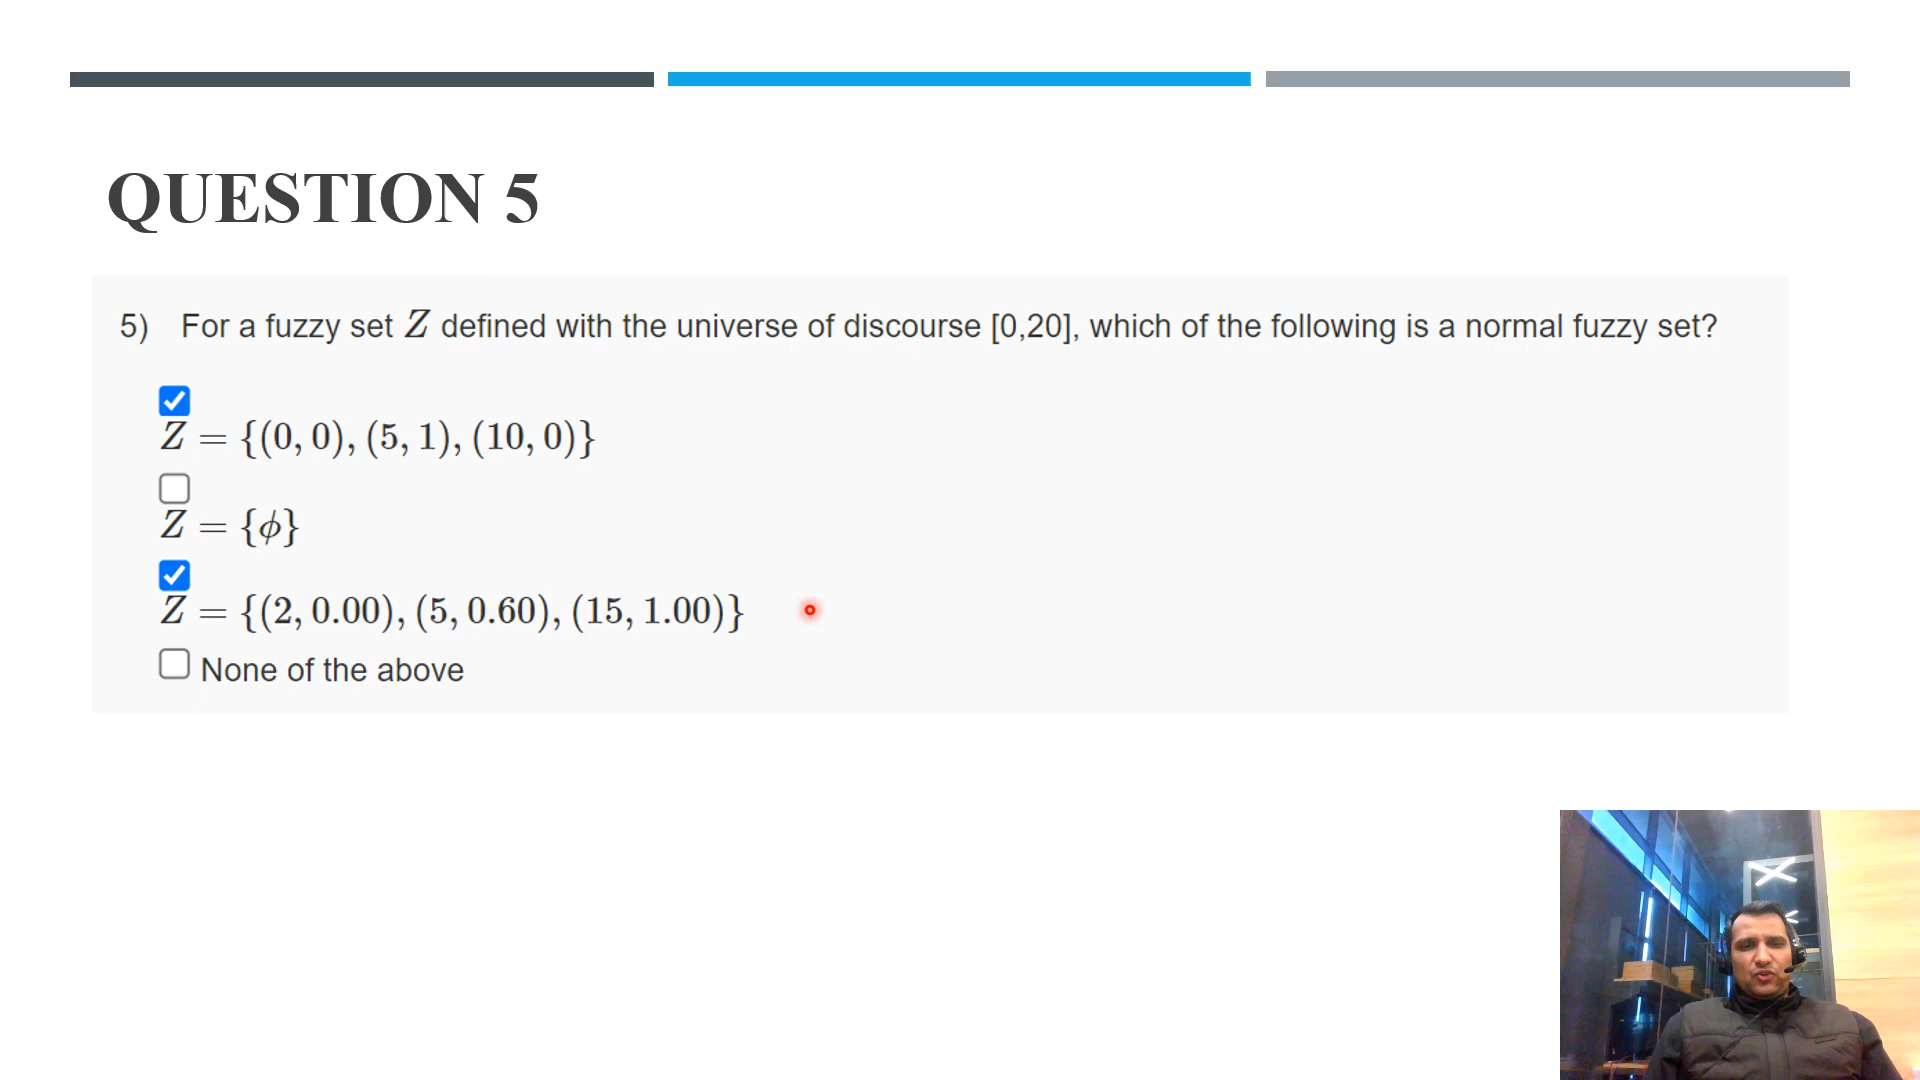 QUESTION 5
5) For a fuzzy set Z defined with the universe of discourse [0,20], which of the following is a normal fuzzy set?
Z = {(0, 0), (5, 1), (10, 0)}
Z = {ϕ}
Z = {(2, 0.00), (5, 0.60), (15, 1.00)}
None of the above